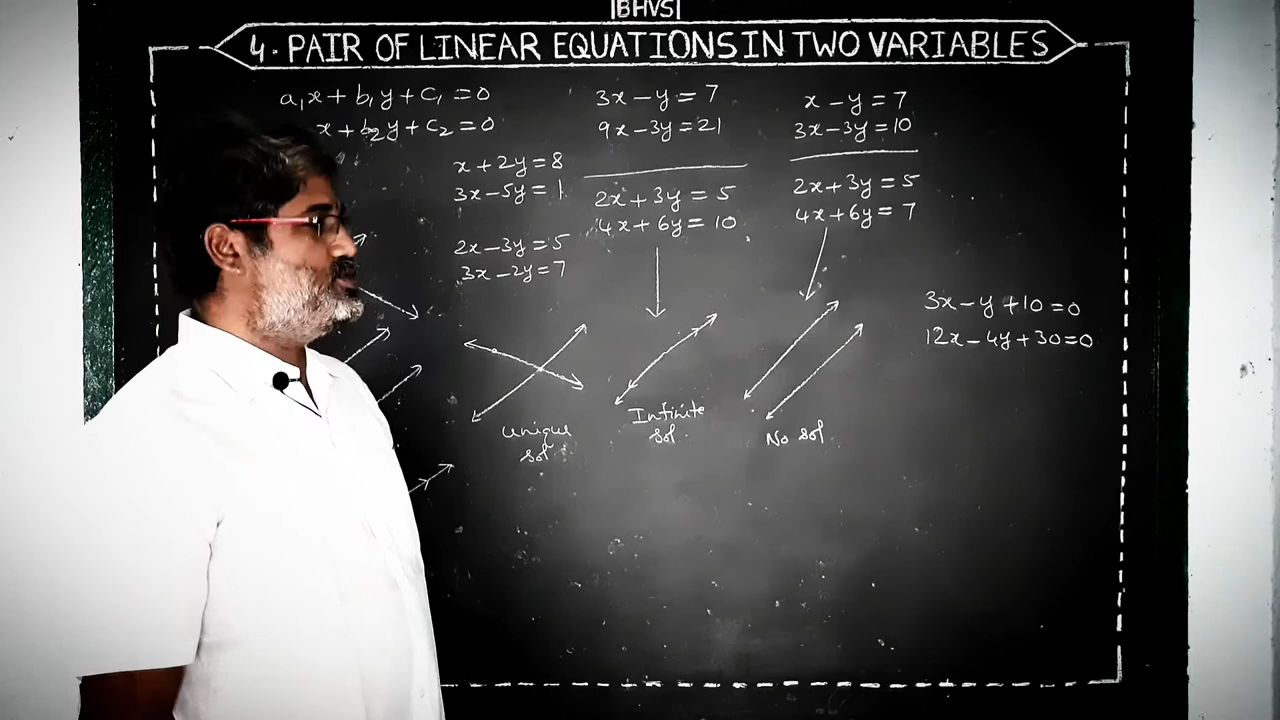 |BHVS|
4. PAIR OF LINEAR EQUATIONS IN TWO VARIABLES
a₁x + b₁y + c₁ = 0
x + b₂y + c₂ = 0
x + 2y = 8
3x - 5y = 1
2x - 3y = 5
3x - 2y = 7
3x - y = 7
9x - 3y = 21
2x + 3y = 5
4x + 6y = 10
x - y = 7
3x - 3y = 10
2x + 3y = 5
4x + 6y = 7
3x - y + 10 = 0
12x - 4y + 30 = 0
Unique
sol
Infinite
sol
No sol